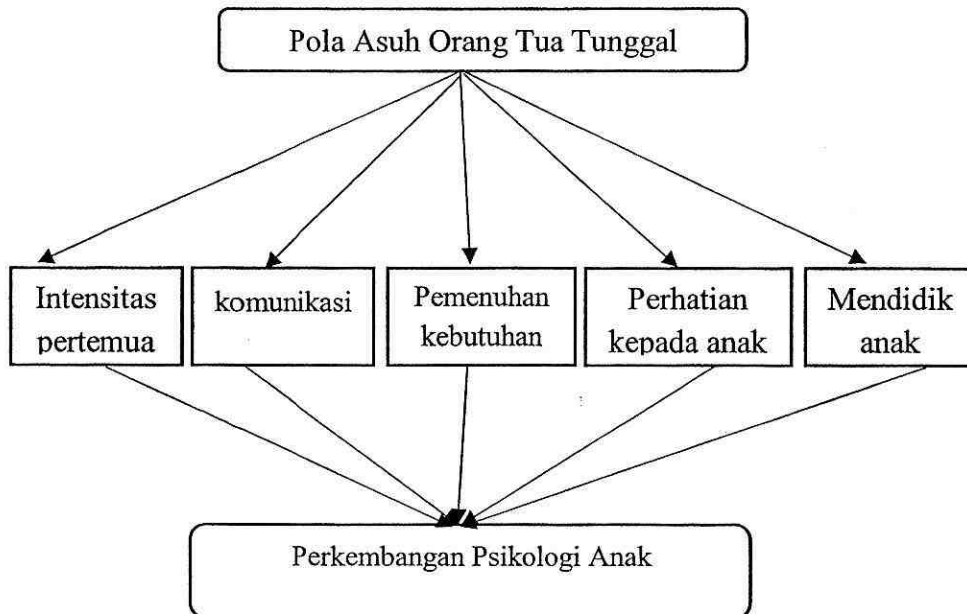 Pola Asuh Orang Tua Tunggal
Intensitas
pertemua
komunikasi
Pemenuhan
kebutuhan
Perhatian
kepada anak
Mendidik
anak
Perkembangan Psikologi Anak